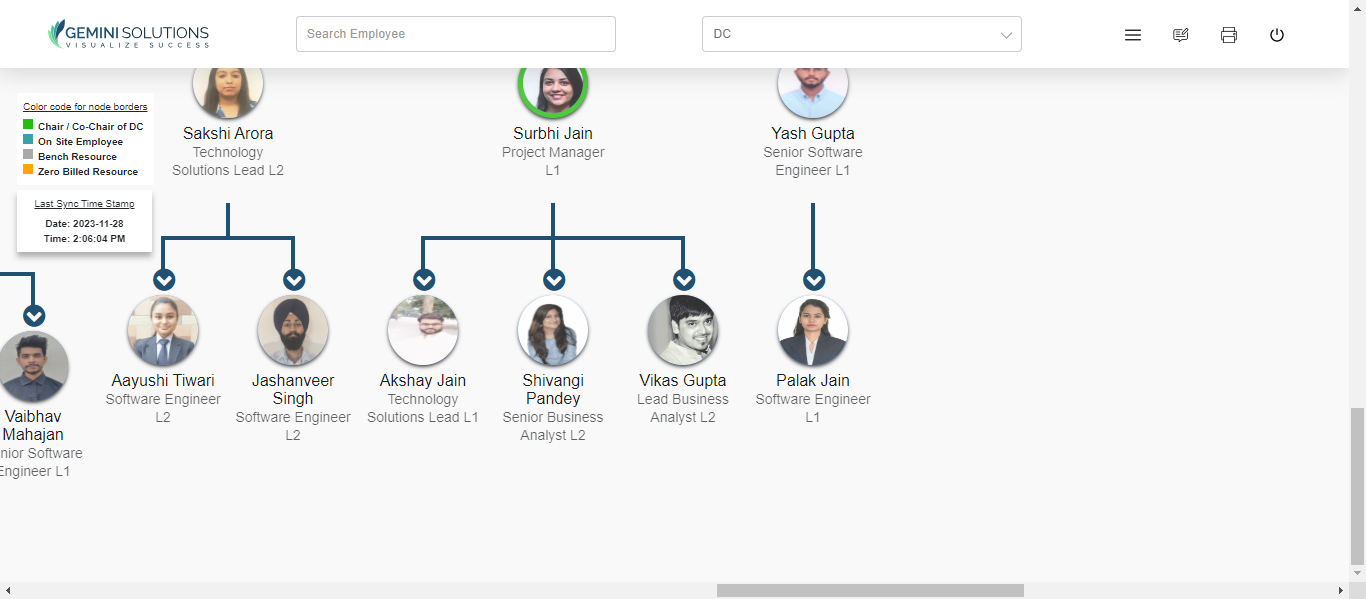 GEMINI SOLUTIONS
VISUALIZE SUCCESS
Search Employee
DC
Color code for node borders
Chair / Co-Chair of DC
On Site Employee
Bench Resource
Zero Billed Resource
Last Sync Time Stamp
Date: 2023-11-28
Time: 2:06:04 PM
Sakshi Arora
Technology
Solutions Lead L2
Surbhi Jain
Project Manager
L1
Yash Gupta
Senior Software
Engineer L1
Vaibhav
Mahajan
nior Software
Engineer L1
Aayushi Tiwari
Software Engineer
L2
Jashanveer
Singh
Software Engineer
L2
Akshay Jain
Technology
Solutions Lead L1
Shivangi
Pandey
Senior Business
Analyst L2
Vikas Gupta
Lead Business
Analyst L2
Palak Jain
Software Engineer
L1